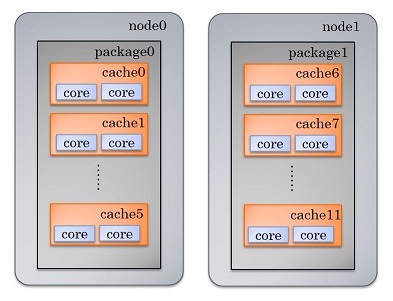 node0
package0
cache0
core core
cache1
core core
cache5
core core
node1
package1
cache6
core core
cache7
core core
cache11
core core